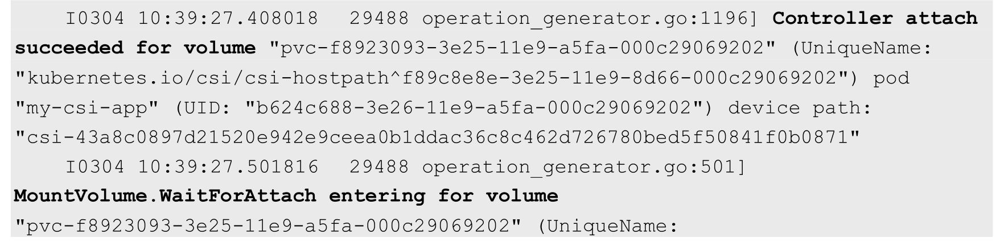 I0304 10:39:27.408018 29488 operation_generator.go:1196] Controller attach
succeeded for volume "pvc-f8923093-3e25-11e9-a5fa-000c29069202" (UniqueName:
"kubernetes.io/csi/csi-hostpath^f89c8e8e-3e25-11e9-8d66-000c29069202") pod
"my-csi-app" (UID: "b624c688-3e26-11e9-a5fa-000c29069202") device path:
"csi-43a8c0897d21520e942e9ceea0b1ddac36c8c462d726780bed5f50841f0b0871"
I0304 10:39:27.501816 29488 operation_generator.go:501]
MountVolume.WaitForAttach entering for volume
"pvc-f8923093-3e25-11e9-a5fa-000c29069202" (UniqueName: